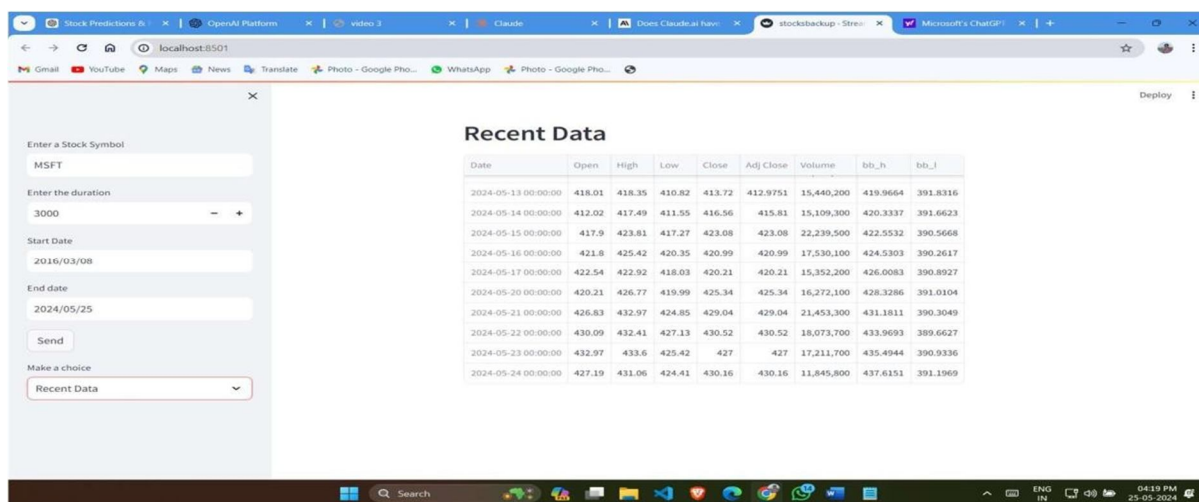 Stock Predictions &
OpenAI Platform
video 3
Claude
Does Claude.ai have
stocksbackup - Strea
Microsoft's ChatGPT
localhost:8501
Gmail YouTube Maps News Translate Photo - Google Pho... WhatsApp Photo - Google Pho...
Deploy
Enter a Stock Symbol
MSFT
Enter the duration
3000 - +
Start Date
2016/03/08
End date
2024/05/25
Send
Make a choice
Recent Data
Recent Data
Date Open High Low Close Adj Close Volume bb_h bb_l
2024-05-13 00:00:00 418.01 418.35 410.82 413.72 412.9751 15,440,200 419.9664 391.8316
2024-05-14 00:00:00 412.02 417.49 411.55 416.56 415.81 15,109,300 420.3337 391.6623
2024-05-15 00:00:00 417.9 423.81 417.27 423.08 423.08 22,239,500 422.5532 390.5668
2024-05-16 00:00:00 421.8 425.42 420.35 420.99 420.99 17,530,100 424.5303 390.2617
2024-05-17 00:00:00 422.54 422.92 418.03 420.21 420.21 15,352,200 426.0083 390.8927
2024-05-20 00:00:00 420.21 426.77 419.99 425.34 425.34 16,272,100 428.3286 391.0104
2024-05-21 00:00:00 426.83 432.97 424.85 429.04 429.04 21,453,300 431.1811 390.3049
2024-05-22 00:00:00 430.09 432.41 427.13 430.52 430.52 18,073,700 433.9693 389.6627
2024-05-23 00:00:00 432.97 433.6 425.42 427 427 17,211,700 435.4944 390.9336
2024-05-24 00:00:00 427.19 431.06 424.41 430.16 430.16 11,845,800 437.6151 391.1969
Search
ENG
IN
04:19 PM
25-05-2024